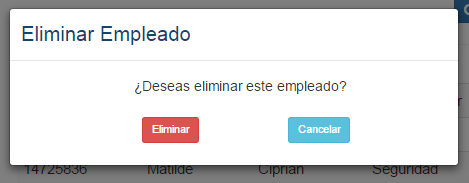 Eliminar Empleado
¿Deseas eliminar este empleado?
Eliminar
Cancelar
14725836 Matilde Ciprian Seguridad